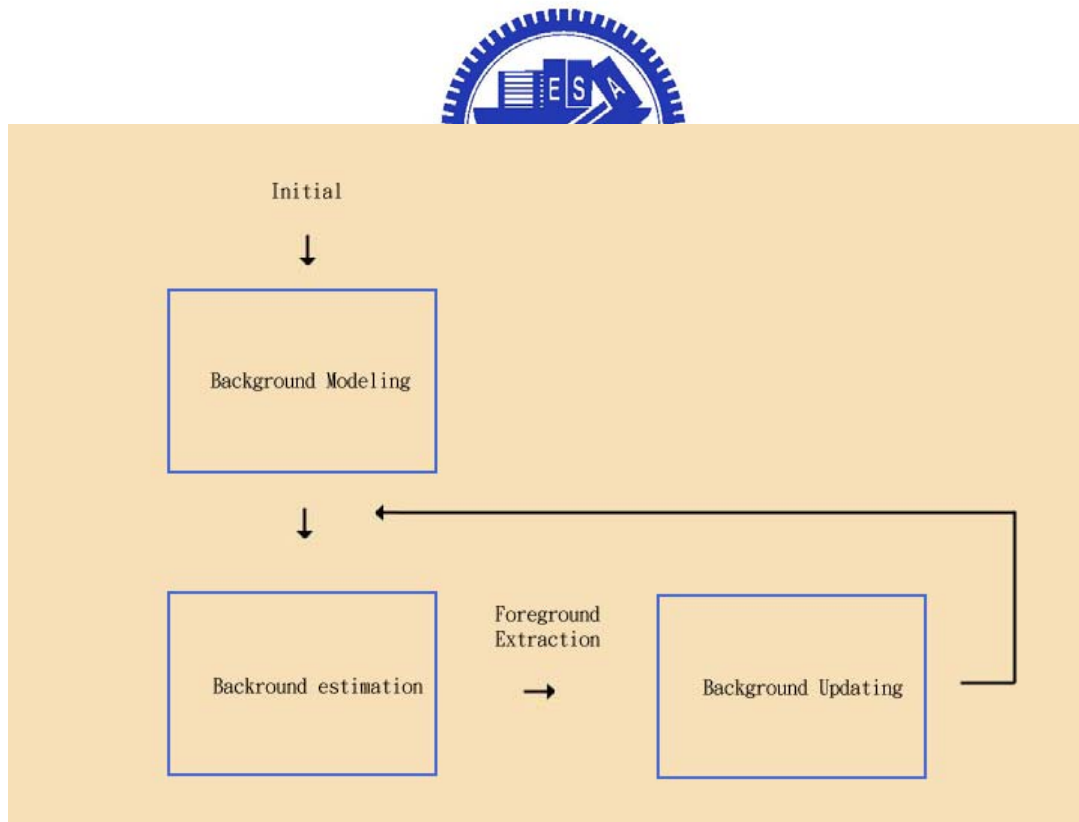 E S A
Initial
Background Modeling
Foreground
Extraction
Backround estimation
Background Updating